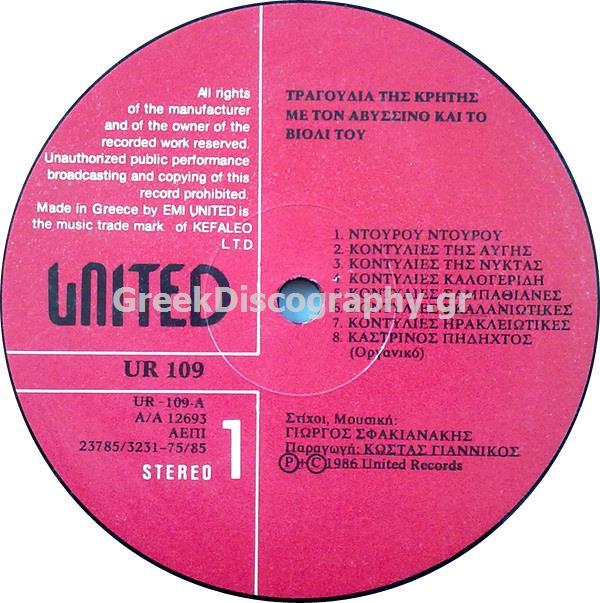 All rights
of the manufacturer
and of the owner of the
recorded work reserved.
Unauthorized public performance
broadcasting and copying of this
record prohibited.
Made in Greece by EMI UNITED is
the music trade mark of KEFALEO
L.T.D.
UNITED
UR 109
UR-109-A
A/A 12693
ΑΕΠΙ
23785/3231-75/85
STEREO 1
ΤΡΑΓΟΥΔΙΑ ΤΗΣ ΚΡΗΤΗΣ
ΜΕ ΤΟΝ ΑΒΥΣΣΙΝΟ ΚΑΙ ΤΟ
ΒΙΟΛΙ ΤΟΥ
1. ΝΤΟΥΡΟΥ ΝΤΟΥΡΟΥ
2. ΚΟΝΤΥΛΙΕΣ ΤΗΣ ΑΥΓΗΣ
3. ΚΟΝΤΥΛΙΕΣ ΤΗΣ ΝΥΚΤΑΣ
4. ΚΟΝΤΥΛΙΕΣ ΚΑΛΟΓΕΡΙΔΗ
ΚΟΝΤΥΛΙΕΣ
7. ΚΟΝΤΥΛΙΕΣ ΗΡΑΚΛΕΙΩΤΙΚΕΣ
8. ΚΑΣΤΡΙΝΟΣ ΠΗΔΗΧΤΟΣ
(Οργανικό)
Στίχοι, Μουσική:
ΓΙΩΡΓΟΣ ΣΦΑΚΙΑΝΑΚΗΣ
Παραγωγή: ΚΩΣΤΑΣ ΓΙΑΝΝΙΚΟΣ
Ⓟ+Ⓒ1986 United Records
GreekDiscography.gr